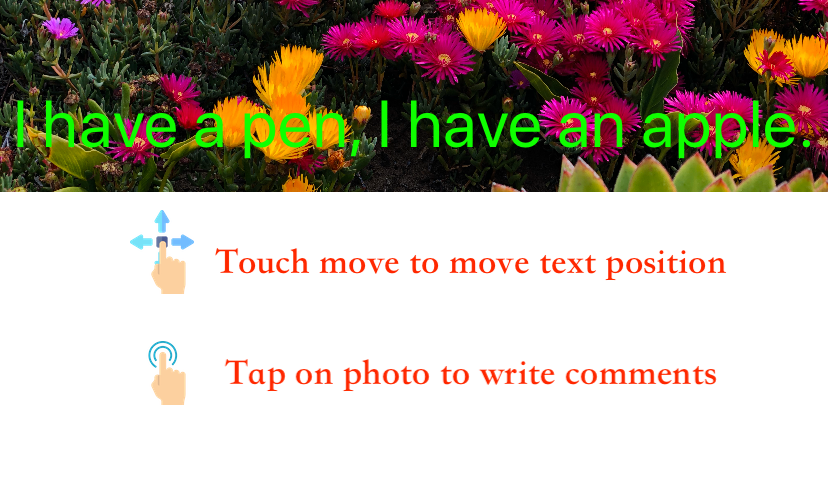 I have a pen, I have an apple.
Touch move to move text position
Tap on photo to write comments